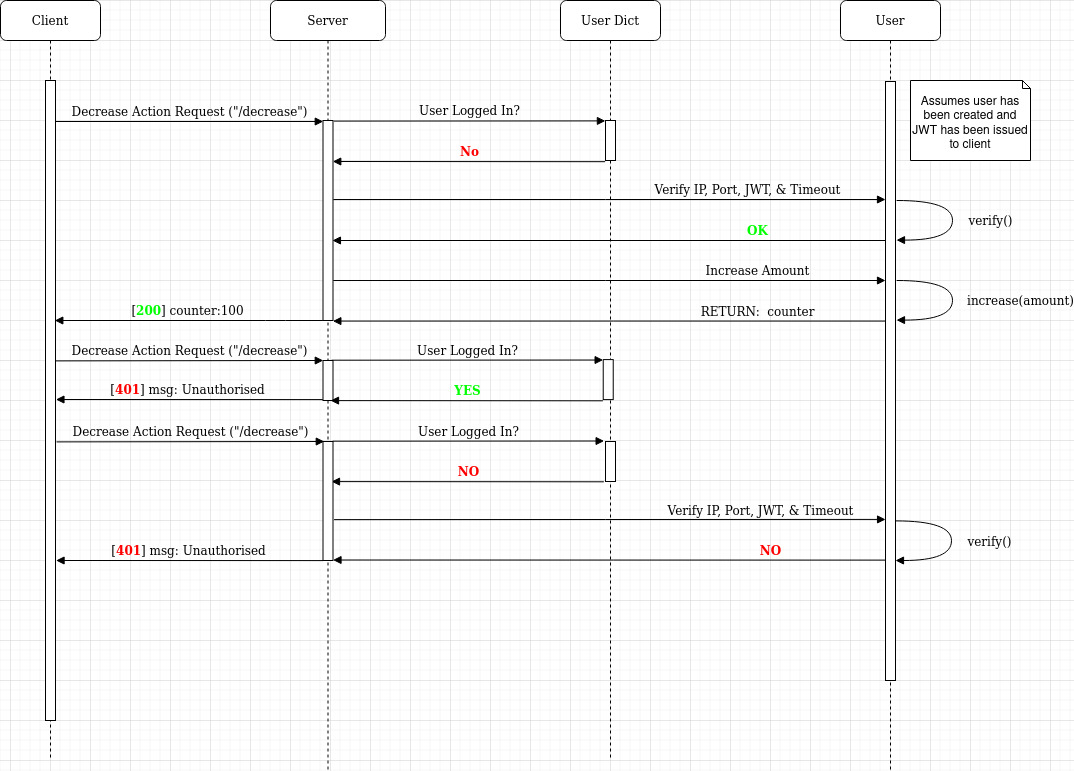 Client
Server
User Dict
User
Assumes user has
been created and
JWT has been issued
to client
Decrease Action Request ("/decrease")
User Logged In?
No
Verify IP, Port, JWT, & Timeout
verify()
OK
Increase Amount
increase(amount)
[200] counter:100
RETURN:  counter
Decrease Action Request ("/decrease")
User Logged In?
[401] msg: Unauthorised
YES
Decrease Action Request ("/decrease")
User Logged In?
NO
Verify IP, Port, JWT, & Timeout
verify()
[401] msg: Unauthorised
NO